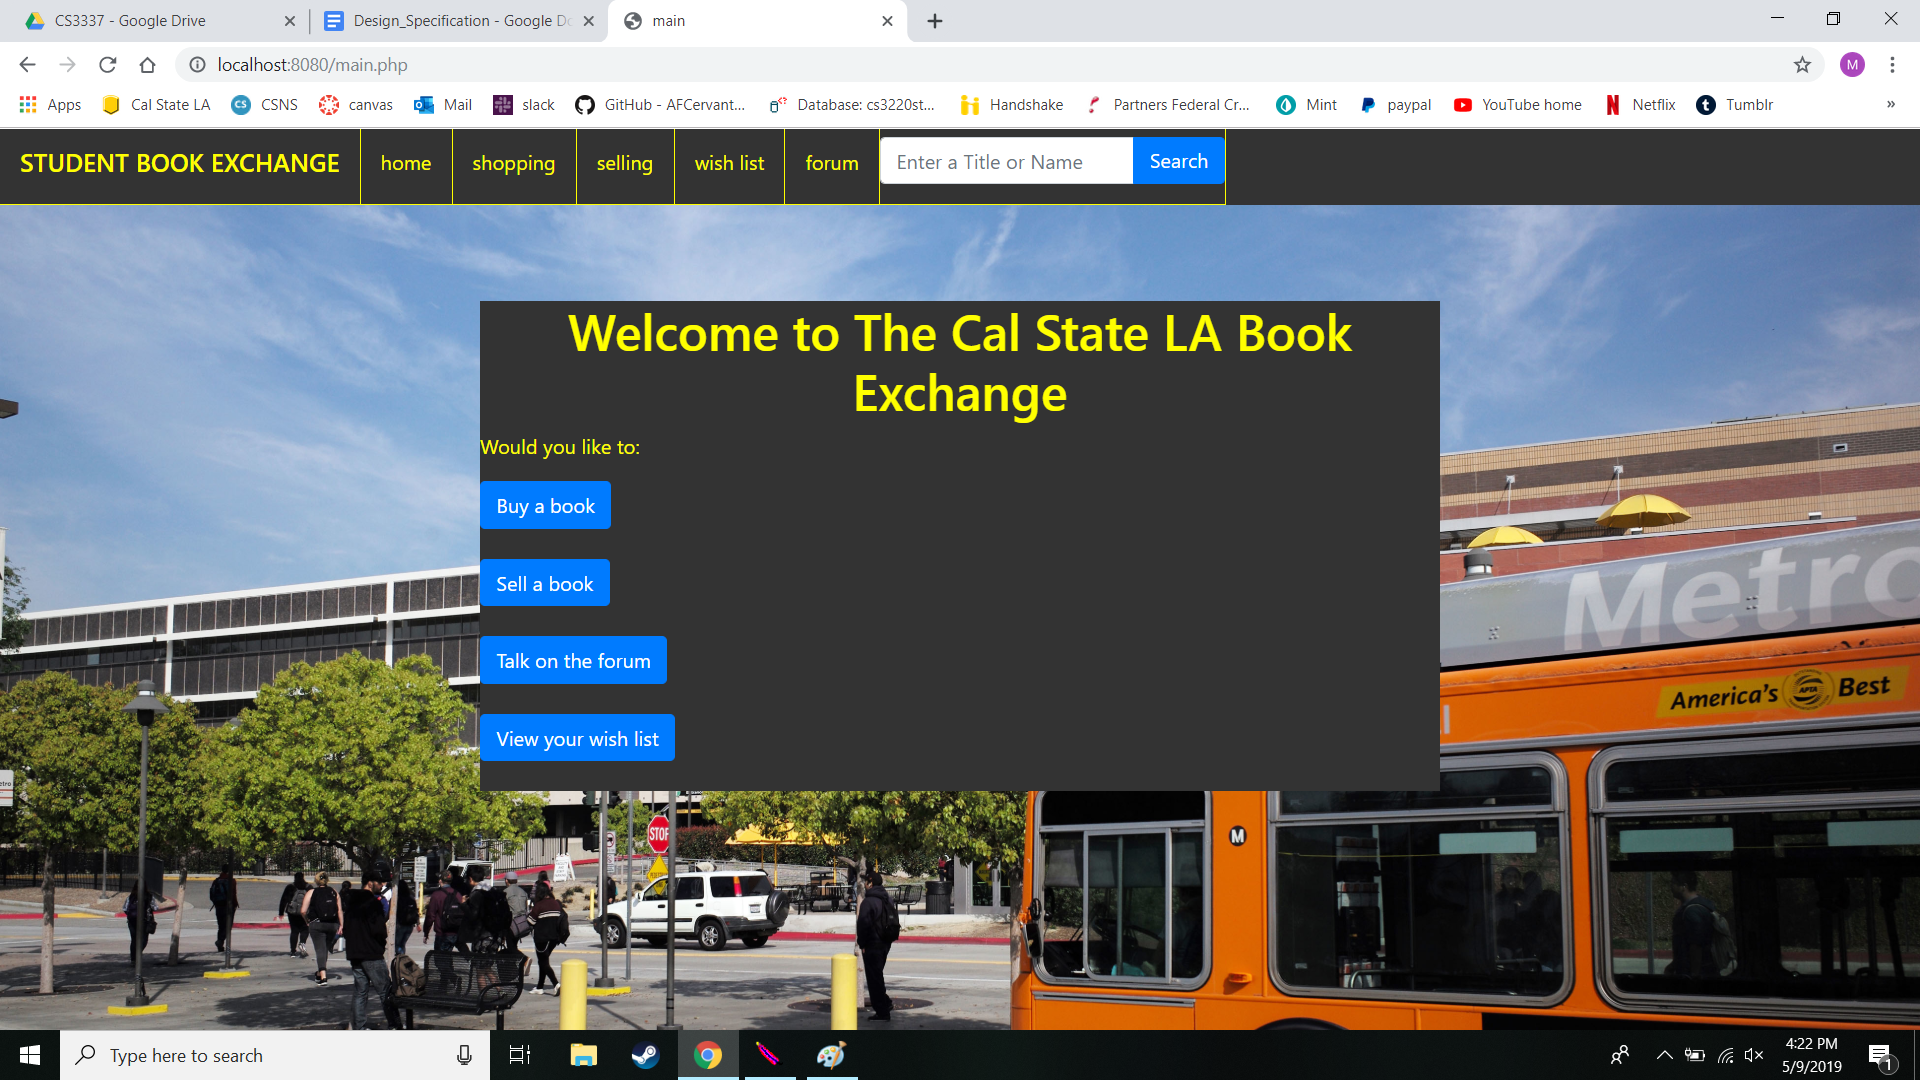 CS3337 - Google Drive
Design_Specification - Google Do
main
localhost:8080/main.php
M
Apps
Cal State LA
CS CSNS
canvas
Mail
slack
GitHub - AFCervant...
Database: cs3220st...
Handshake
Partners Federal Cr...
Mint
paypal
YouTube home
Netflix
Tumblr
»
STUDENT BOOK EXCHANGE
home
shopping
selling
wish list
forum
Enter a Title or Name
Search
Welcome to The Cal State LA Book
Exchange
Would you like to:
Buy a book
Sell a book
Talk on the forum
View your wish list
Metro
America's APTA Best
M
STOP
Type here to search
4:22 PM
5/9/2019
1